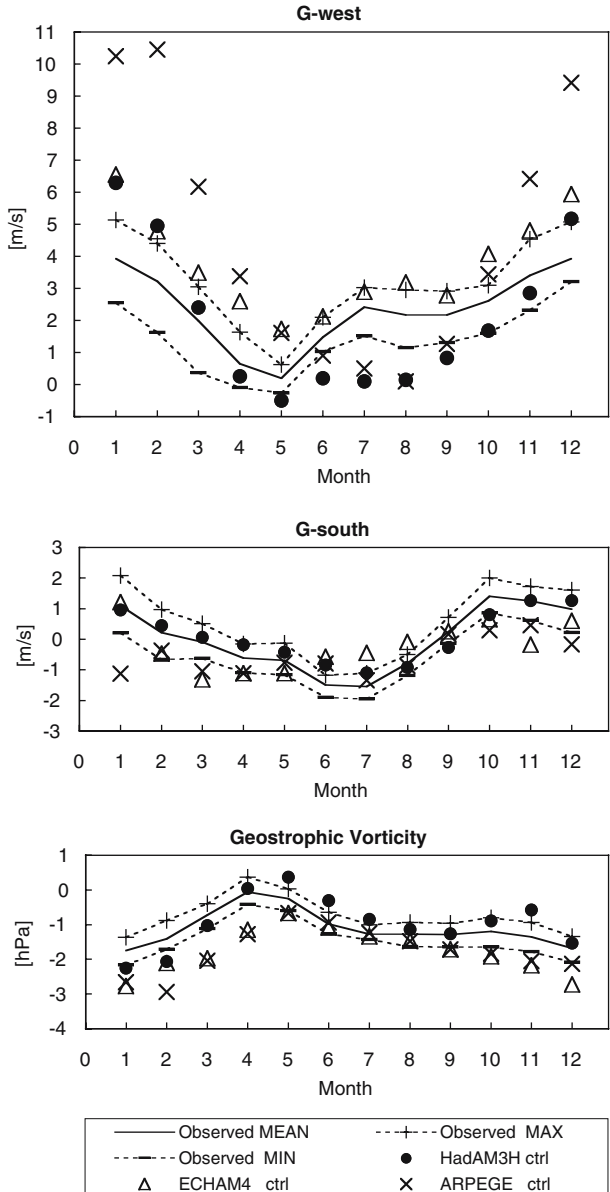 G-west
11
10
9
8
7
6
5
4
3
2
1
0
-1
[m/s]
0 1 2 3 4 5 6 7 8 9 10 11 12
Month
G-south
3
2
1
0
-1
-2
-3
[m/s]
0 1 2 3 4 5 6 7 8 9 10 11 12
Month
Geostrophic Vorticity
1
0
-1
-2
-3
-4
[hPa]
0 1 2 3 4 5 6 7 8 9 10 11 12
Month
Observed MEAN Observed MAX
Observed MIN HadAM3H ctrl
ECHAM4 ctrl ARPEGE ctrl